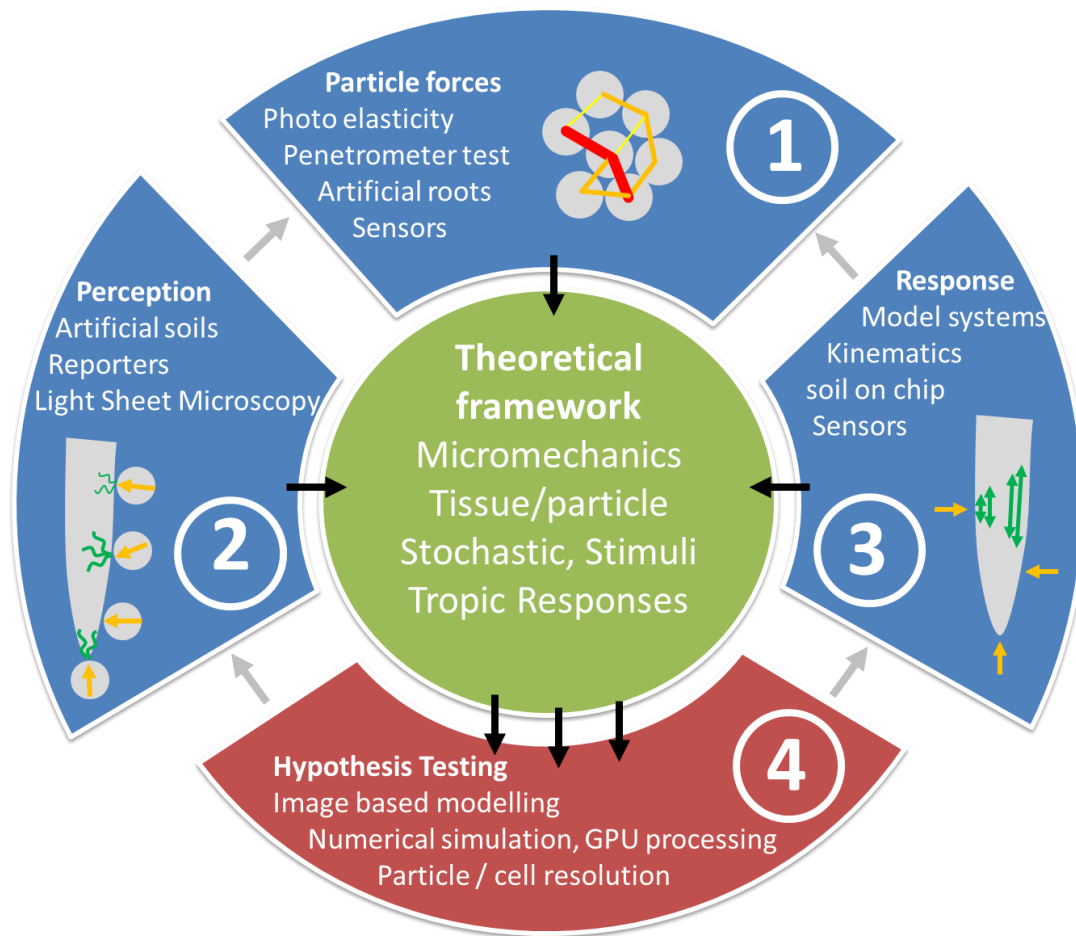 Particle forces
Photo elasticity
Penetrometer test
Artificial roots
Sensors
1
Perception
Artificial soils
Reporters
Light Sheet Microscopy
2
Theoretical
framework
Micromechanics
Tissue/particle
Stochastic, Stimuli
Tropic Responses
Response
Model systems
Kinematics
soil on chip
Sensors
3
Hypothesis Testing
Image based modelling
Numerical simulation, GPU processing
Particle / cell resolution
4